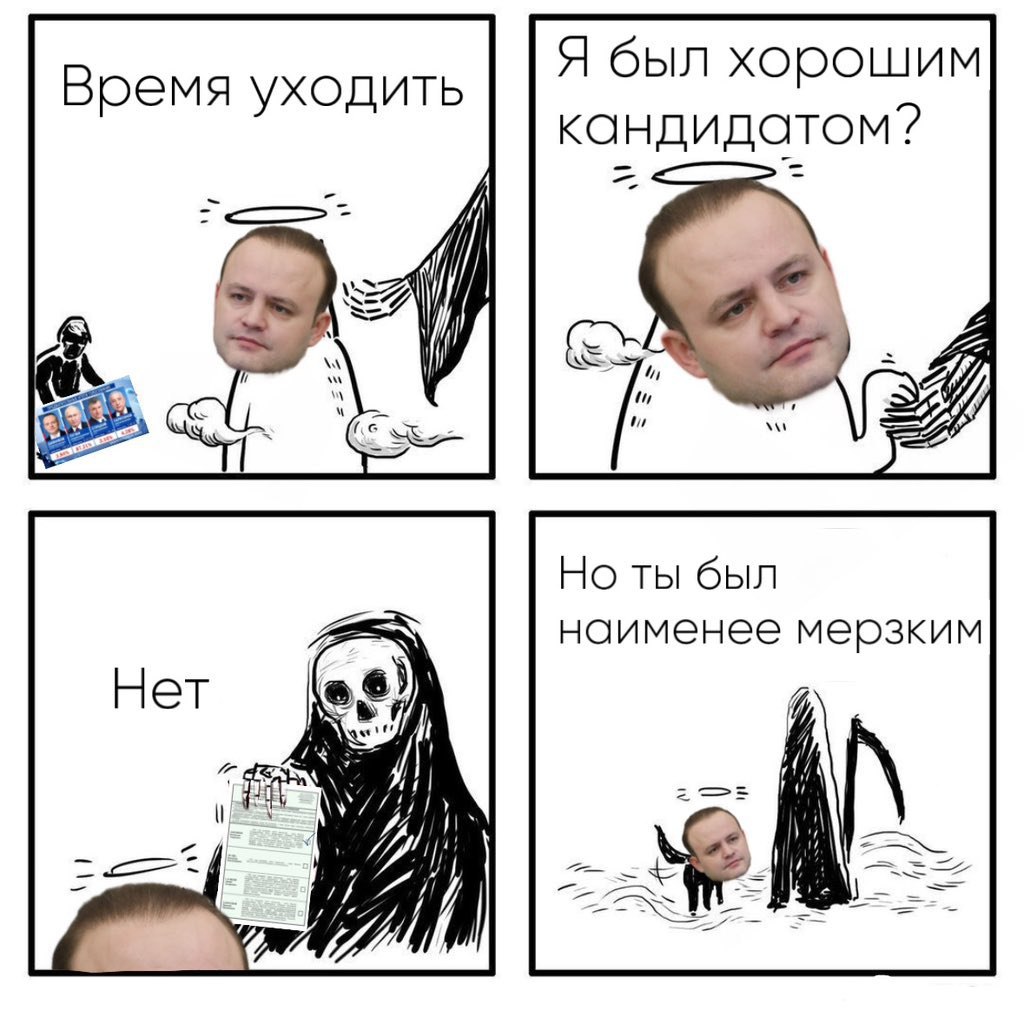 Время уходить
Я был хорошим
кандидатом?
Нет
Но ты был
наименее мерзким